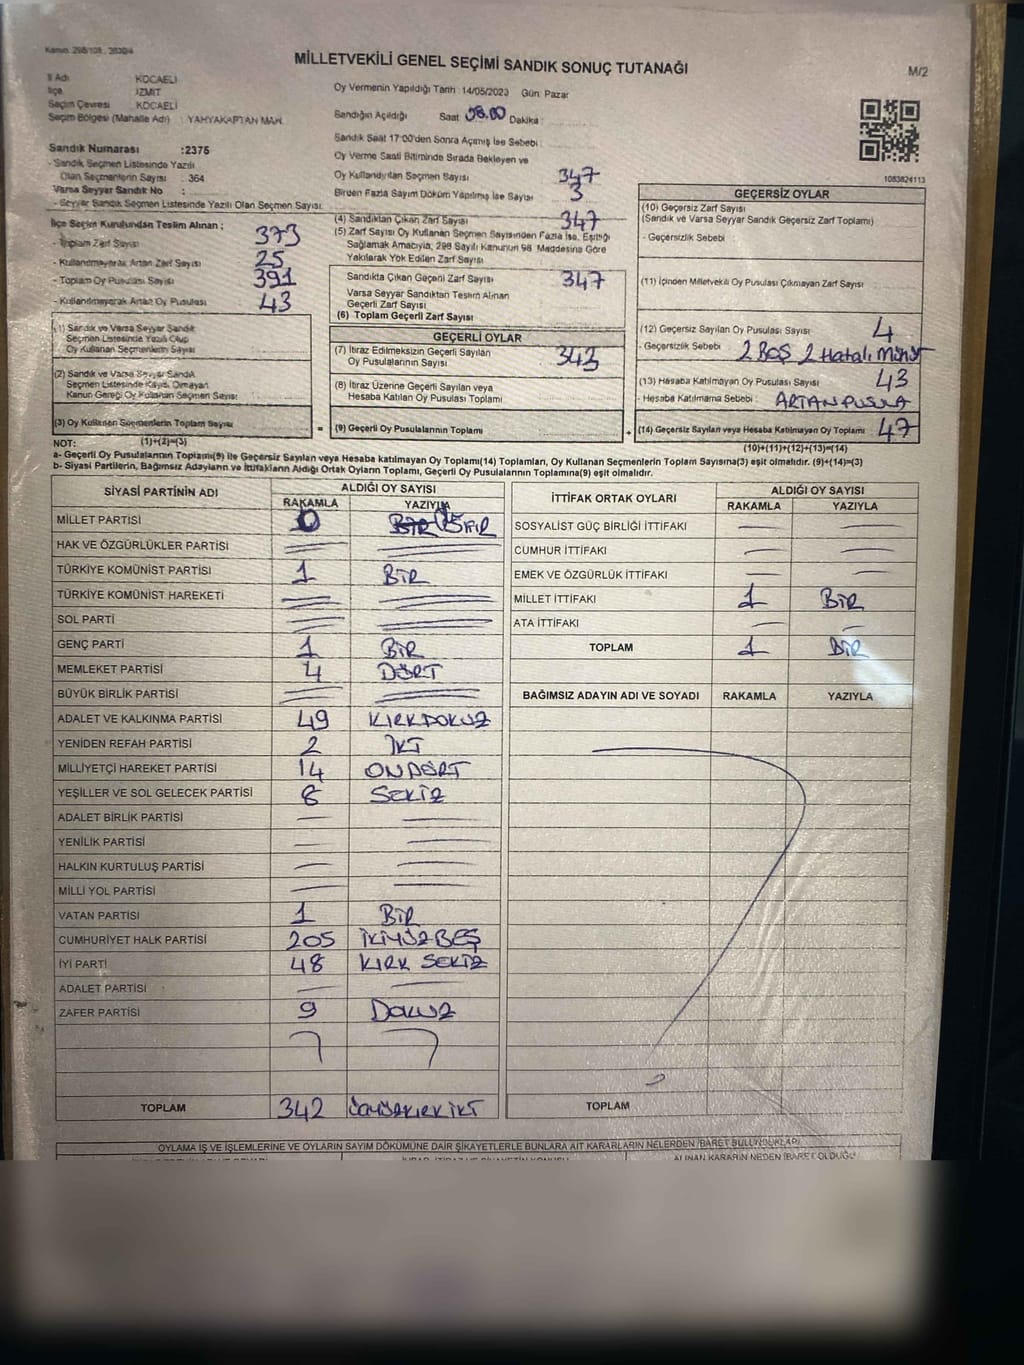 Kanun: 298/105, 2839/4
MİLLETVEKİLİ GENEL SEÇİMİ SANDIK SONUÇ TUTANAĞI
M/2
İl Adı KOCAELİ
İlçe İZMİT
Seçim Çevresi KOCAELİ
Seçim Bölgesi (Mahalle Adı) : YAHYAKAPTAN MAH.
Sandık Numarası :2375
- Sandık Seçmen Listesinde Yazılı
Olan Seçmenlerin Sayısı : 364
Varsa Seyyar Sandık No :
- Seyyar Sandık Seçmen Listesinde Yazılı Olan Seçmen Sayısı:
İlçe Seçim Kurulundan Teslim Alınan ;
- Toplam Zarf Sayısı 373
- Kullanılmayarak Artan Zarf Sayısı 25
- Toplam Oy Pusulası Sayısı 391
- Kullanılmayarak Artan Oy Pusulası 43
(1) Sandık ve Varsa Seyyar Sandık
Seçmen Listesinde Yazılı Olup
Oy Kullanan Seçmenlerin Sayısı
(2) Sandık ve Varsa Seyyar Sandık
Seçmen Listesinde Kaydı Olmayan
Kanun Gereği Oy Kullanan Seçmen Sayısı
(3) Oy Kullanan Seçmenlerin Toplam Sayısı
Oy Vermenin Yapıldığı Tarih : 14/05/2023 Gün: Pazar
Sandığın Açıldığı Saat 08.00 Dakika :
Sandık Saat 17:00'den Sonra Açılmış İse Sebebi :
Oy Verme Saati Bitiminde Sırada Bekleyen ve
Oy Kullandıysan Seçmen Sayısı 347
Birden Fazla Sayım Döküm Yapılmış İse Sayısı 3
(4) Sandıktan Çıkan Zarf Sayısı 347
(5) Zarf Sayısı Oy Kullanan Seçmen Sayısından Fazla İse, Eşitliği
Sağlamak Amacıyla, 298 Sayılı Kanunun 98. Maddesine Göre
Yakılarak Yok Edilen Zarf Sayısı
Sandıkta Çıkan Geçerli Zarf Sayısı 347
Varsa Seyyar Sandıktan Teslim Alınan
Geçerli Zarf Sayısı
(6) Toplam Geçerli Zarf Sayısı
GEÇERLİ OYLAR
(7) İtiraz Edilmeksizin Geçerli Sayılan
Oy Pusulalarının Sayısı 343
(8) İtiraz Üzerine Geçerli Sayılan veya
Hesaba Katılan Oy Pusulası Toplamı
= (9) Geçerli Oy Pusulalarının Toplamı +
1083824113
GEÇERSİZ OYLAR
(10) Geçersiz Zarf Sayısı
(Sandık ve Varsa Seyyar Sandık Geçersiz Zarf Toplamı)
- Geçersizlik Sebebi
(11) İçinden Milletvekili Oy Pusulası Çıkmayan Zarf Sayısı
(12) Geçersiz Sayılan Oy Pusulası Sayısı 4
- Geçersizlik Sebebi : 2 BOŞ 2 Hatalı Mühür
(13) Hesaba Katılmayan Oy Pusulası Sayısı 43
- Hesaba Katılmama Sebebi : ARTAN PUSULA
(14) Geçersiz Sayılan veya Hesaba Katılmayan Oy Toplamı 47
NOT: (1)+(2)=(3) (10)+(11)+(12)+(13)=(14)
a- Geçerli Oy Pusulalarının Toplamı(9) ile Geçersiz Sayılan veya Hesaba katılmayan Oy Toplamı(14) Toplamları, Oy Kullanan Seçmenlerin Toplam Sayısına(3) eşit olmalıdır. (9)+(14)=(3)
b- Siyasi Partilerin, Bağımsız Adayların ve İttifakların Aldığı Ortak Oyların Toplamı, Geçerli Oy Pusulalarının Toplamına(9) eşit olmalıdır.
SİYASİ PARTİNİN ADI ALDIĞI OY SAYISI
RAKAMLA YAZIYLA
MİLLET PARTİSI 0 SIFIR
HAK VE ÖZGÜRLÜKLER PARTİSİ
TÜRKİYE KOMÜNİST PARTİSİ 1 BİR
TÜRKİYE KOMÜNİST HAREKETİ
SOL PARTİ
GENÇ PARTİ 1 BİR
MEMLEKET PARTİSİ 4 DÖRT
BÜYÜK BİRLİK PARTİSİ
ADALET VE KALKINMA PARTİSİ 49 KIRKDOKUZ
YENİDEN REFAH PARTİSİ 2 İKİ
MİLLİYETÇİ HAREKET PARTİSİ 14 ONDÖRT
YEŞİLLER VE SOL GELECEK PARTİSİ 8 SEKİZ
ADALET BİRLİK PARTİSİ
YENİLİK PARTİSİ
HALKIN KURTULUŞ PARTİSİ
MİLLİ YOL PARTİSİ
VATAN PARTİSİ 1 BİR
CUMHURİYET HALK PARTİSİ 205 İKİYÜZBEŞ
İYİ PARTİ 48 KIRK SEKİZ
ADALET PARTİSİ
ZAFER PARTİSİ 9 DOKUZ
TOPLAM 342 ÜÇYÜZKIRKİKİ
İTTİFAK ORTAK OYLARI ALDIĞI OY SAYISI
RAKAMLA YAZIYLA
SOSYALİST GÜÇ BİRLİĞİ İTTİFAKI
CUMHUR İTTİFAKI
EMEK VE ÖZGÜRLÜK İTTİFAKI
MİLLET İTTİFAKI 1 BİR
ATA İTTİFAKI
TOPLAM 1 BİR
BAĞIMSIZ ADAYIN ADI VE SOYADI RAKAMLA YAZIYLA
TOPLAM
OYLAMA İŞ VE İŞLEMLERİNE VE OYLARIN SAYIM DÖKÜMÜNE DAİR ŞİKAYETLERLE BUNLARA AİT KARARLARIN NELERDEN İBARET BULUNDUKLARI
ALINAN KARARIN NEDEN İBARET OLDUĞU